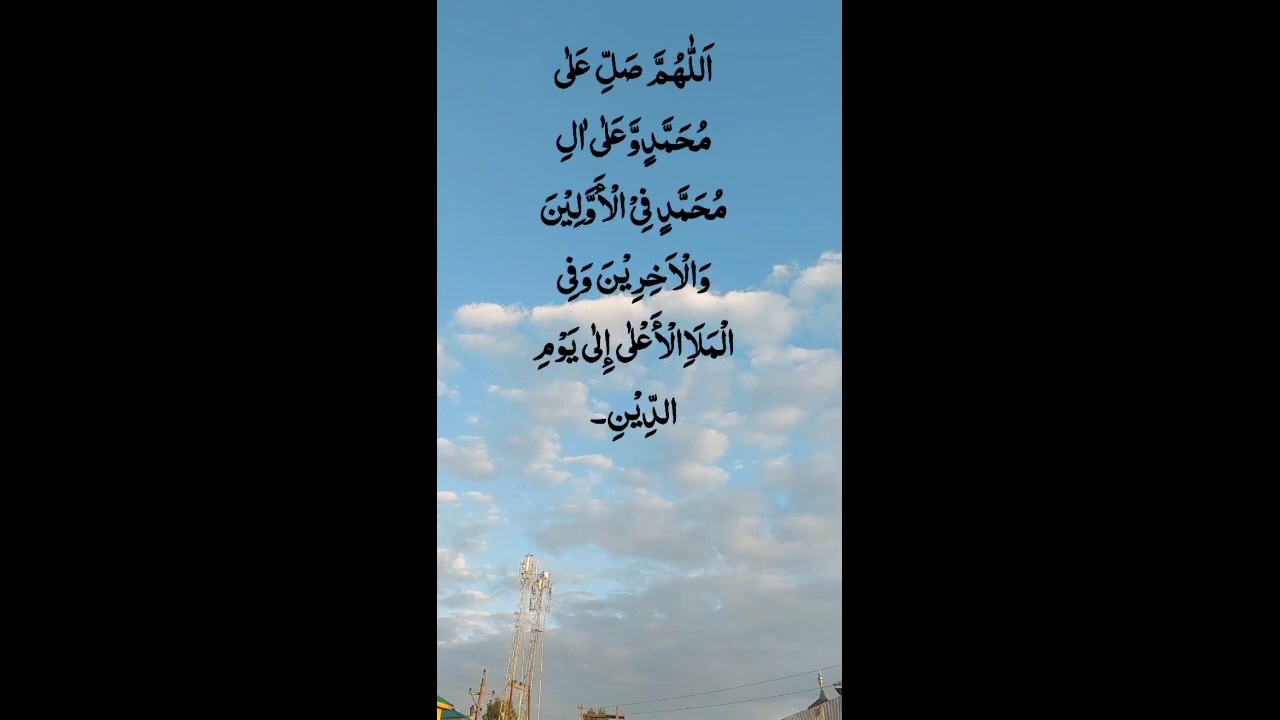 اَللّٰهُمَّ صَلِّ عَلٰى
مُحَمَّدٍ وَّعَلٰى اٰلِ
مُحَمَّدٍ فِىْ الْأَوَّلِيْنَ
وَالْاَخِرِيْنَ وَفِى
الْمَلَاِ الْأَعْلٰى إِلٰى يَوْمِ
الدِّيْنِ۔